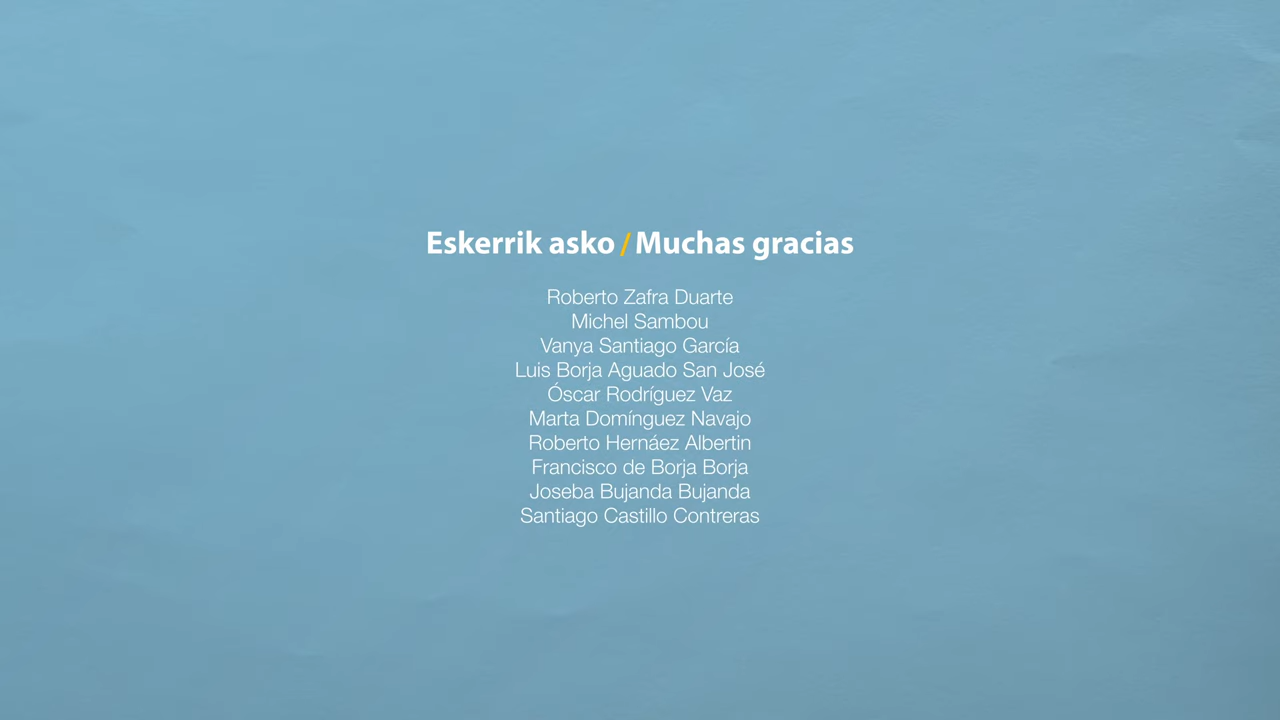 Eskerrik asko / Muchas gracias
Roberto Zafra Duarte
Michel Sambou
Vanya Santiago García
Luis Borja Aguado San José
Óscar Rodríguez Vaz
Marta Domínguez Navajo
Roberto Hernáez Albertin
Francisco de Borja Borja
Joseba Bujanda Bujanda
Santiago Castillo Contreras